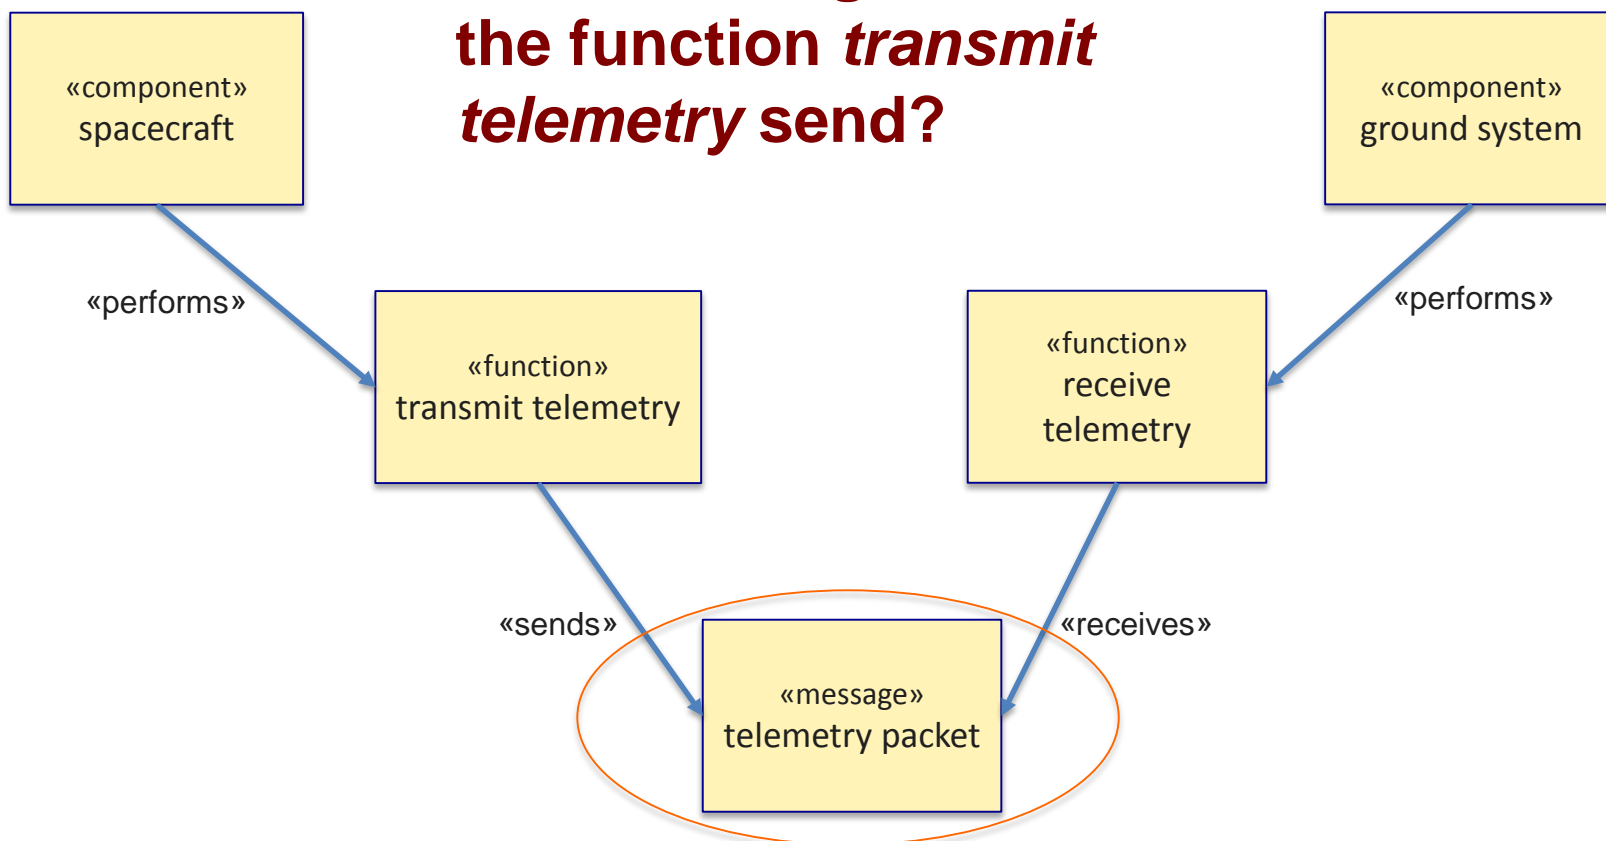 the function transmit
telemetry send?
«component»
spacecraft
«component»
ground system
«performs»
«performs»
«function»
transmit telemetry
«function»
receive
telemetry
«sends»
«receives»
«message»
telemetry packet